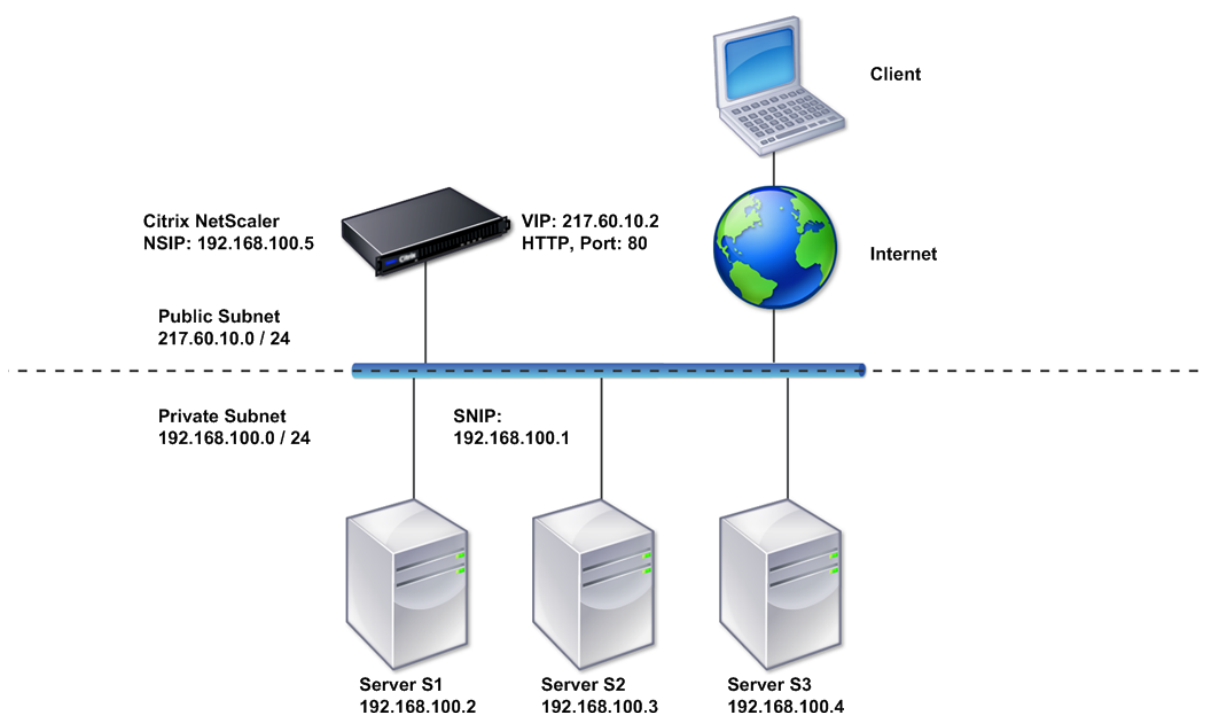 Client
Citrix NetScaler
NSIP: 192.168.100.5
VIP: 217.60.10.2
HTTP, Port: 80
Internet
Public Subnet
217.60.10.0 / 24
Private Subnet
192.168.100.0 / 24
SNIP:
192.168.100.1
Server S1
192.168.100.2
Server S2
192.168.100.3
Server S3
192.168.100.4